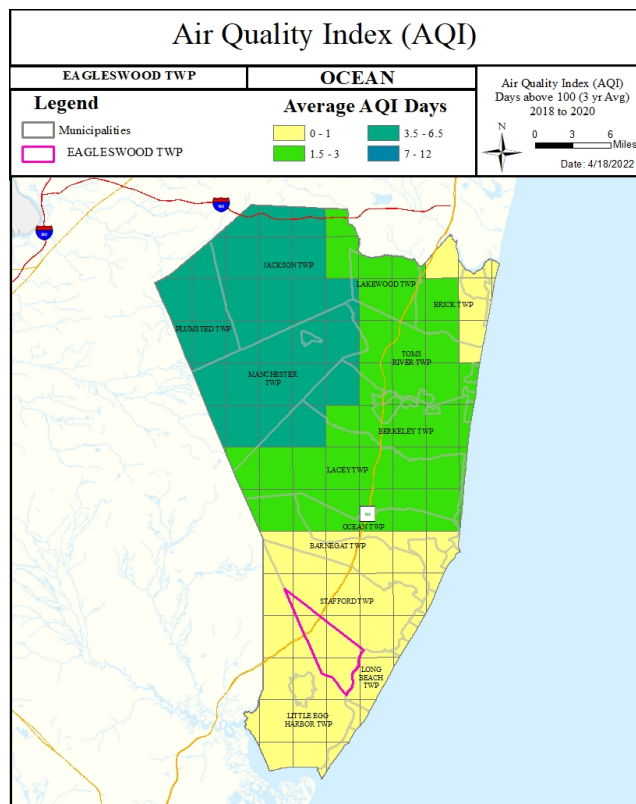 Air Quality Index (AQI)
EAGLESWOOD TWP
OCEAN
Legend
Municipalities
EAGLESWOOD TWP
Average AQI Days
0 - 1
1.5 - 3
3.5 - 6.5
7 - 12
Air Quality Index (AQI)
Days above 100 (3 yr Avg)
2018 to 2020
N
0 3 6
Miles
Date: 4/18/2022
JACKSON TWP
LAKEWOOD TWP
BRICK TWP
PLUMSTED TWP
TOMS
RIVER TWP
MANCHESTER
TWP
BERKELEY TWP
LACEY TWP
OCEAN TWP
BARNEGAT TWP
STAFFORD TWP
LONG
BEACH
TWP
LITTLE EGG
HARBOR TWP